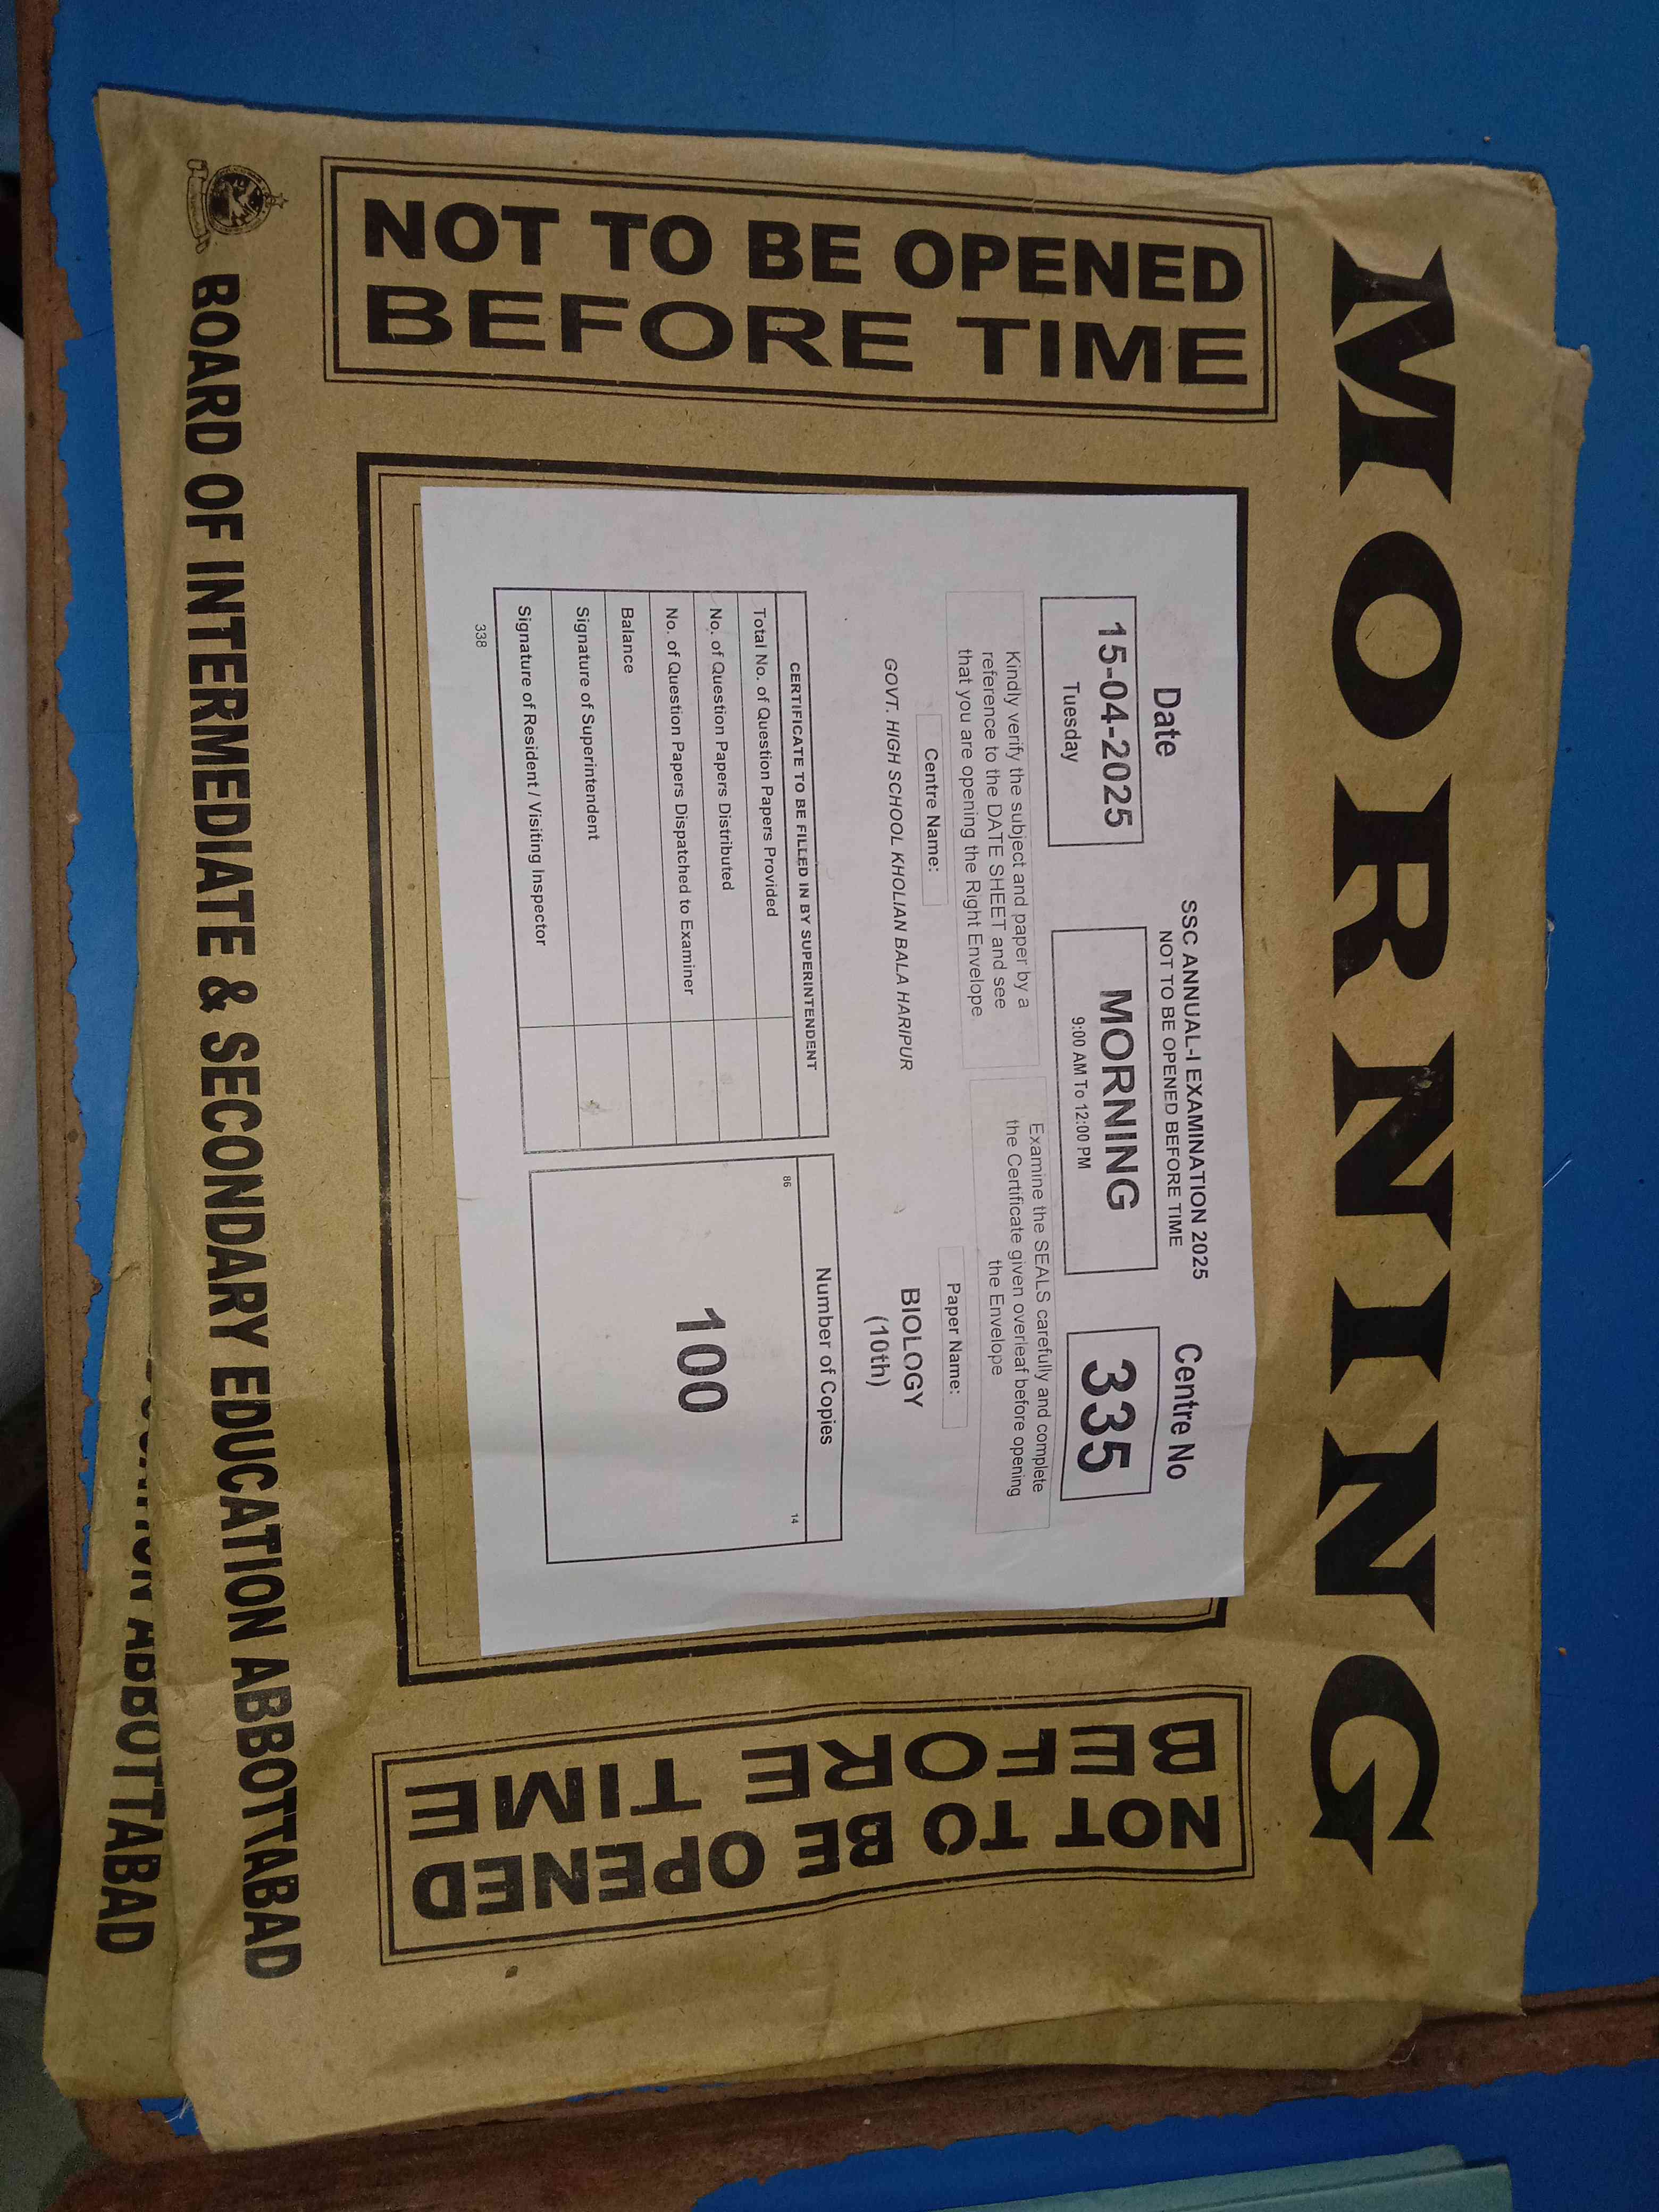 MORNING
NOT TO BE OPENED
BEFORE TIME
SSC ANNUAL-I EXAMINATION 2025
NOT TO BE OPENED BEFORE TIME
Date
15-04-2025
Tuesday
MORNING
9:00 AM To 12:00 PM
Centre No
335
Kindly verify the subject and paper by a
reference to the DATE SHEET and see
that you are opening the Right Envelope
Examine the SEALS carefully and complete
the Certificate given overleaf before opening
the Envelope
Centre Name:
GOVT. HIGH SCHOOL KHOLIAN BALA HARIPUR
Paper Name:
BIOLOGY
(10th)
CERTIFICATE TO BE FILLED IN BY SUPERINTENDENT
Total No. of Question Papers Provided
No. of Question Papers Distributed
No. of Question Papers Dispatched to Examiner
Balance
Signature of Superintendent
Signature of Resident / Visiting Inspector
338
Number of Copies
86
14
100
NOT TO BE OPENED
BEFORE TIME
BOARD OF INTERMEDIATE & SECONDARY EDUCATION ABBOTTABAD
ABBOTTABAD